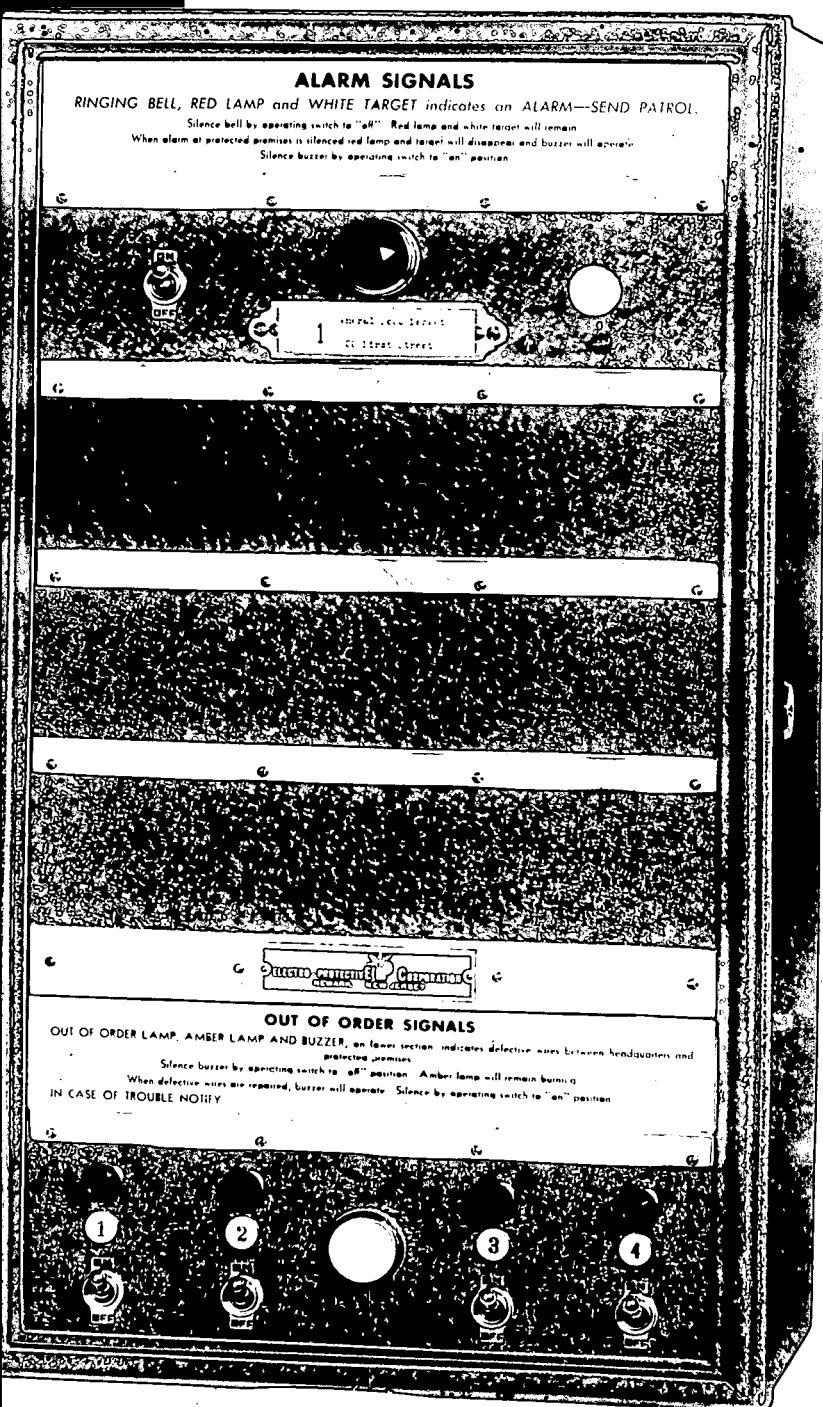 ALARM SIGNALS
RINGING BELL, RED LAMP and WHITE TARGET indicates an ALARM—SEND PATROL.
Silence bell by operating switch to "off" Red lamp and white target will remain
When alarm at protected premises is silenced red lamp and target will disappear and buzzer will operate
Silence buzzer by operating switch to "on" position
ON
OFF
1
Street
ELECTRO-PROTECTIVE CORPORATION
NEWARK NEW JERSEY
OUT OF ORDER SIGNALS
OUT OF ORDER LAMP, AMBER LAMP AND BUZZER, on lower section indicates defective wires between headquarters and
protected premises
Silence buzzer by operating switch to "off" position Amber lamp will remain burning
When defective wires are repaired, buzzer will operate Silence by operating switch to "on" position
IN CASE OF TROUBLE NOTIFY
1 2 3 4
ON
OFF OFF OFF OFF